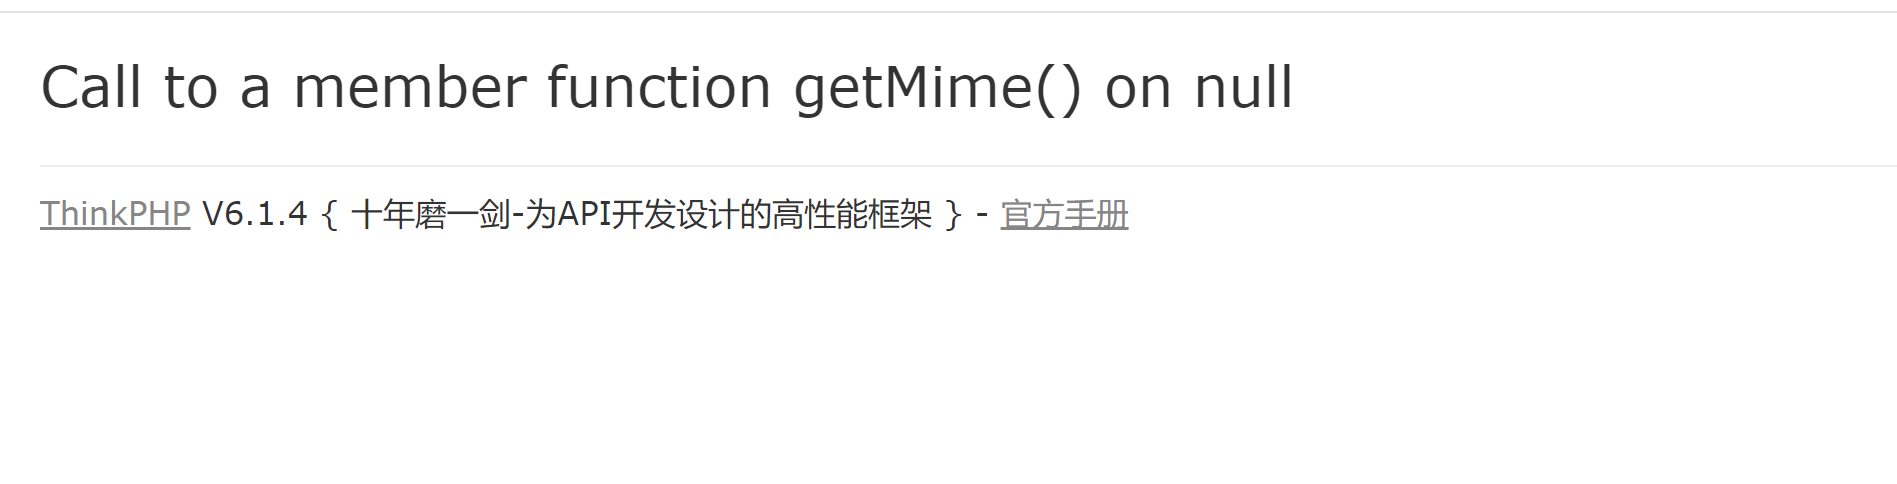 Call to a member function getMime() on null
ThinkPHP V6.1.4 { 十年磨一剑-为API开发设计的高性能框架 } - 官方手册